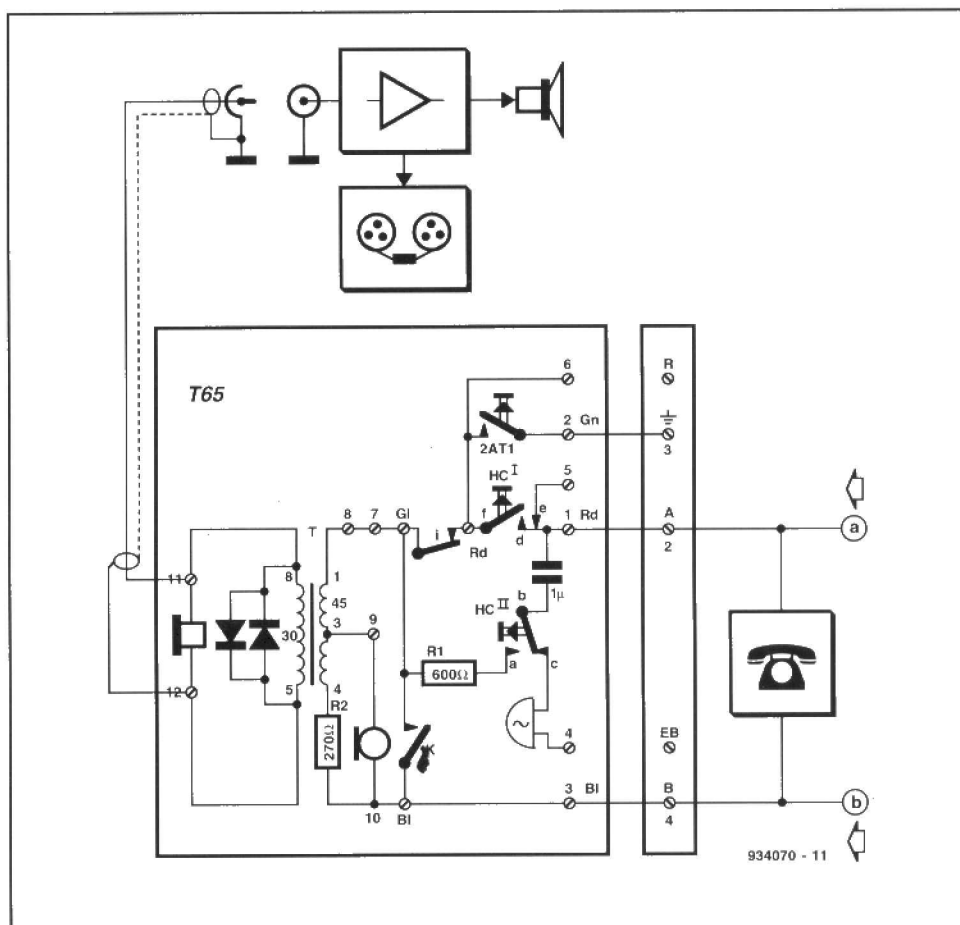 T65
6
R
2 Gn
2AT1
3
HC I
5
8
7
Gl
i
f
e
1 Rd
A
a
T
Rd
d
2
1µ
11
8
1
45
HC II
b
30
3
9
R1
600Ω
a
c
12
5
4
R2
270Ω
K
4
EB
3 Bl
B
b
10
Bl
4
934070 - 11